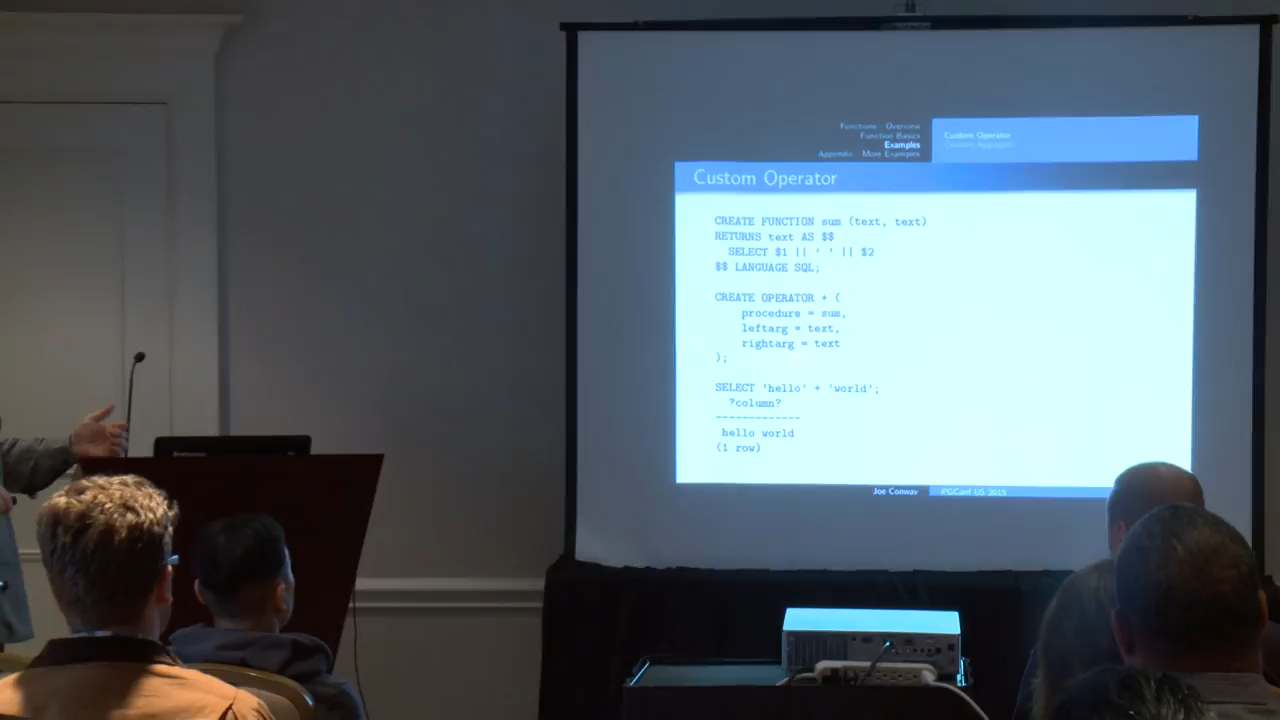 Functions Overview
Function Basics
Examples
Appendix More Examples
Custom Operator
Custom Aggregate
Custom Operator
CREATE FUNCTION sum (text, text)
RETURNS text AS $$
SELECT $1 || ' ' || $2
$$ LANGUAGE SQL;
CREATE OPERATOR + (
procedure = sum,
leftarg = text,
rightarg = text
);
SELECT 'hello' + 'world';
?column?
-------------
hello world
(1 row)
Joe Conway
PGConf US 2015